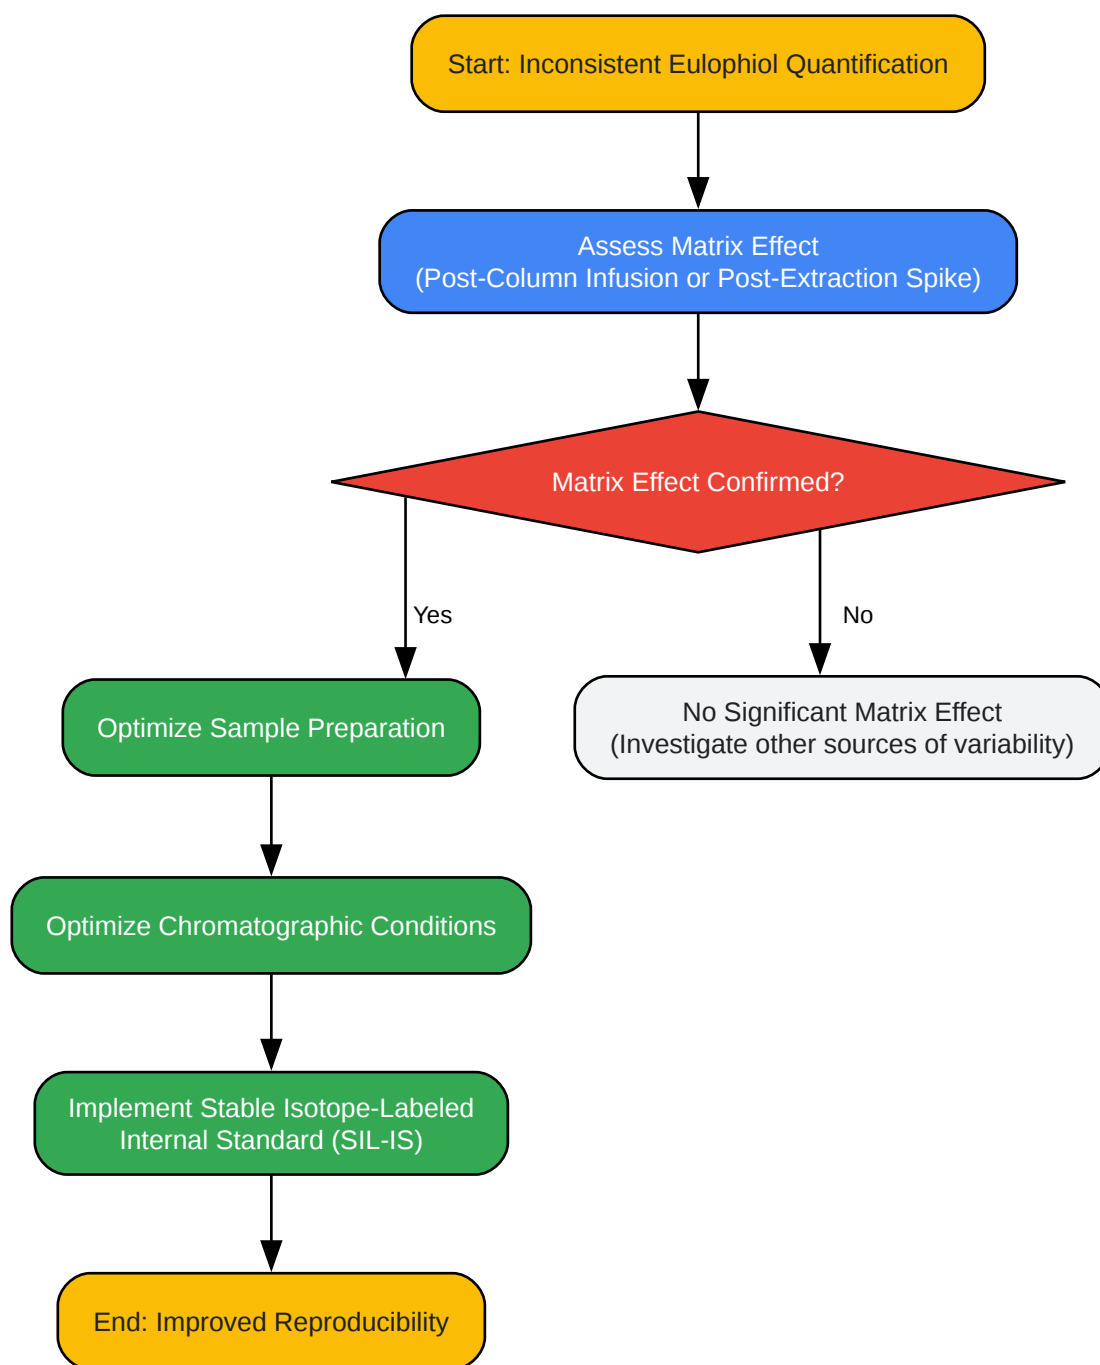 Start: Inconsistent Eulophiol Quantification
Assess Matrix Effect
(Post-Column Infusion or Post-Extraction Spike)
Matrix Effect Confirmed?
Yes
No
Optimize Sample Preparation
No Significant Matrix Effect
(Investigate other sources of variability)
Optimize Chromatographic Conditions
Implement Stable Isotope-Labeled
Internal Standard (SIL-IS)
End: Improved Reproducibility